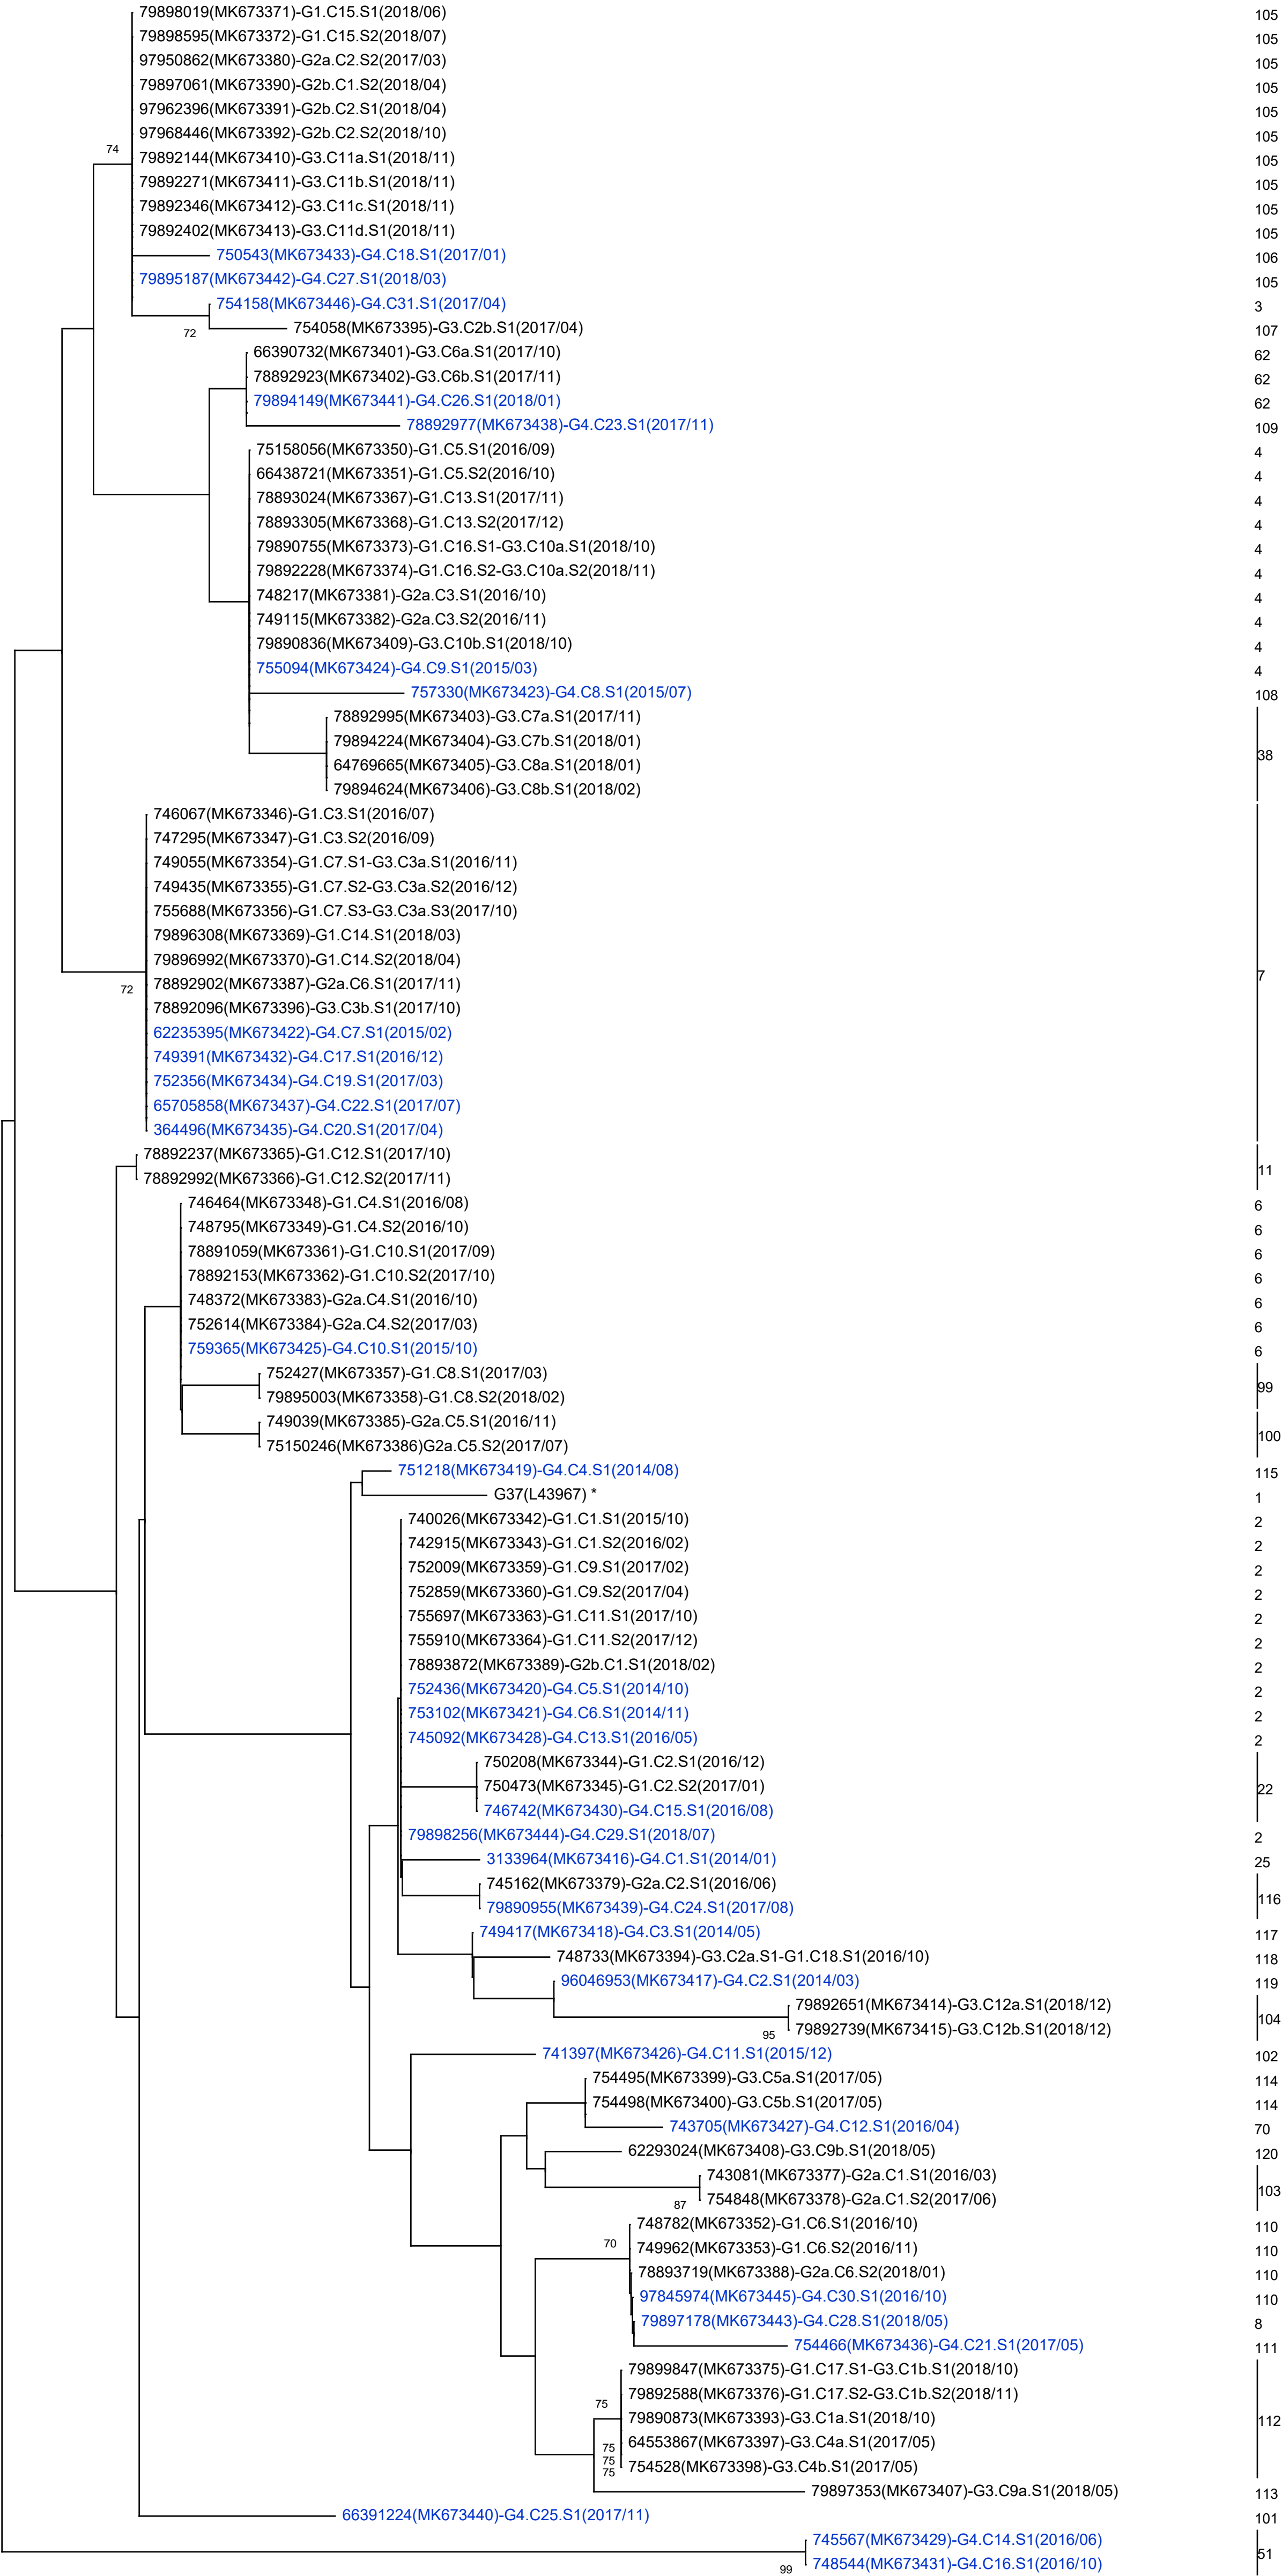 79898019(MK673371)-G1.C15.S1(2018/06) 105
79898595(MK673372)-G1.C15.S2(2018/07) 105
97950862(MK673380)-G2a.C2.S2(2017/03) 105
79897061(MK673390)-G2b.C1.S2(2018/04) 105
97962396(MK673391)-G2b.C2.S1(2018/04) 105
97968446(MK673392)-G2b.C2.S2(2018/10) 105
74
79892144(MK673410)-G3.C11a.S1(2018/11) 105
79892271(MK673411)-G3.C11b.S1(2018/11) 105
79892346(MK673412)-G3.C11c.S1(2018/11) 105
79892402(MK673413)-G3.C11d.S1(2018/11) 105
750543(MK673433)-G4.C18.S1(2017/01) 106
79895187(MK673442)-G4.C27.S1(2018/03) 105
754158(MK673446)-G4.C31.S1(2017/04) 3
72
754058(MK673395)-G3.C2b.S1(2017/04) 107
66390732(MK673401)-G3.C6a.S1(2017/10) 62
78892923(MK673402)-G3.C6b.S1(2017/11) 62
79894149(MK673441)-G4.C26.S1(2018/01) 62
78892977(MK673438)-G4.C23.S1(2017/11) 109
75158056(MK673350)-G1.C5.S1(2016/09) 4
66438721(MK673351)-G1.C5.S2(2016/10) 4
78893024(MK673367)-G1.C13.S1(2017/11) 4
78893305(MK673368)-G1.C13.S2(2017/12) 4
79890755(MK673373)-G1.C16.S1-G3.C10a.S1(2018/10) 4
79892228(MK673374)-G1.C16.S2-G3.C10a.S2(2018/11) 4
748217(MK673381)-G2a.C3.S1(2016/10) 4
749115(MK673382)-G2a.C3.S2(2016/11) 4
79890836(MK673409)-G3.C10b.S1(2018/10) 4
755094(MK673424)-G4.C9.S1(2015/03) 4
757330(MK673423)-G4.C8.S1(2015/07) 108
78892995(MK673403)-G3.C7a.S1(2017/11)
79894224(MK673404)-G3.C7b.S1(2018/01)
38
64769665(MK673405)-G3.C8a.S1(2018/01)
79894624(MK673406)-G3.C8b.S1(2018/02)
746067(MK673346)-G1.C3.S1(2016/07)
747295(MK673347)-G1.C3.S2(2016/09)
749055(MK673354)-G1.C7.S1-G3.C3a.S1(2016/11)
749435(MK673355)-G1.C7.S2-G3.C3a.S2(2016/12)
755688(MK673356)-G1.C7.S3-G3.C3a.S3(2017/10)
79896308(MK673369)-G1.C14.S1(2018/03)
79896992(MK673370)-G1.C14.S2(2018/04)
7
78892902(MK673387)-G2a.C6.S1(2017/11)
72
78892096(MK673396)-G3.C3b.S1(2017/10)
62235395(MK673422)-G4.C7.S1(2015/02)
749391(MK673432)-G4.C17.S1(2016/12)
752356(MK673434)-G4.C19.S1(2017/03)
65705858(MK673437)-G4.C22.S1(2017/07)
364496(MK673435)-G4.C20.S1(2017/04)
78892237(MK673365)-G1.C12.S1(2017/10)
11
78892992(MK673366)-G1.C12.S2(2017/11)
746464(MK673348)-G1.C4.S1(2016/08) 6
748795(MK673349)-G1.C4.S2(2016/10) 6
78891059(MK673361)-G1.C10.S1(2017/09) 6
78892153(MK673362)-G1.C10.S2(2017/10) 6
748372(MK673383)-G2a.C4.S1(2016/10) 6
752614(MK673384)-G2a.C4.S2(2017/03) 6
759365(MK673425)-G4.C10.S1(2015/10) 6
752427(MK673357)-G1.C8.S1(2017/03)
99
79895003(MK673358)-G1.C8.S2(2018/02)
749039(MK673385)-G2a.C5.S1(2016/11)
100
75150246(MK673386)G2a.C5.S2(2017/07)
751218(MK673419)-G4.C4.S1(2014/08) 115
G37(L43967) * 1
740026(MK673342)-G1.C1.S1(2015/10) 2
742915(MK673343)-G1.C1.S2(2016/02) 2
752009(MK673359)-G1.C9.S1(2017/02) 2
752859(MK673360)-G1.C9.S2(2017/04) 2
755697(MK673363)-G1.C11.S1(2017/10) 2
755910(MK673364)-G1.C11.S2(2017/12) 2
78893872(MK673389)-G2b.C1.S1(2018/02) 2
752436(MK673420)-G4.C5.S1(2014/10) 2
753102(MK673421)-G4.C6.S1(2014/11) 2
745092(MK673428)-G4.C13.S1(2016/05) 2
750208(MK673344)-G1.C2.S1(2016/12)
750473(MK673345)-G1.C2.S2(2017/01)
22
746742(MK673430)-G4.C15.S1(2016/08)
79898256(MK673444)-G4.C29.S1(2018/07) 2
3133964(MK673416)-G4.C1.S1(2014/01) 25
745162(MK673379)-G2a.C2.S1(2016/06)
116
79890955(MK673439)-G4.C24.S1(2017/08)
749417(MK673418)-G4.C3.S1(2014/05) 117
748733(MK673394)-G3.C2a.S1-G1.C18.S1(2016/10) 118
96046953(MK673417)-G4.C2.S1(2014/03) 119
79892651(MK673414)-G3.C12a.S1(2018/12)
104
79892739(MK673415)-G3.C12b.S1(2018/12)
95
741397(MK673426)-G4.C11.S1(2015/12) 102
754495(MK673399)-G3.C5a.S1(2017/05) 114
754498(MK673400)-G3.C5b.S1(2017/05) 114
743705(MK673427)-G4.C12.S1(2016/04) 70
62293024(MK673408)-G3.C9b.S1(2018/05) 120
743081(MK673377)-G2a.C1.S1(2016/03)
103
754848(MK673378)-G2a.C1.S2(2017/06)
87
748782(MK673352)-G1.C6.S1(2016/10) 110
70
749962(MK673353)-G1.C6.S2(2016/11) 110
78893719(MK673388)-G2a.C6.S2(2018/01) 110
97845974(MK673445)-G4.C30.S1(2016/10) 110
79897178(MK673443)-G4.C28.S1(2018/05) 8
754466(MK673436)-G4.C21.S1(2017/05) 111
79899847(MK673375)-G1.C17.S1-G3.C1b.S1(2018/10)
79892588(MK673376)-G1.C17.S2-G3.C1b.S2(2018/11)
75
79890873(MK673393)-G3.C1a.S1(2018/10)
112
64553867(MK673397)-G3.C4a.S1(2017/05)
75
75
754528(MK673398)-G3.C4b.S1(2017/05)
75
79897353(MK673407)-G3.C9a.S1(2018/05) 113
66391224(MK673440)-G4.C25.S1(2017/11) 101
745567(MK673429)-G4.C14.S1(2016/06)
51
748544(MK673431)-G4.C16.S1(2016/10)
99